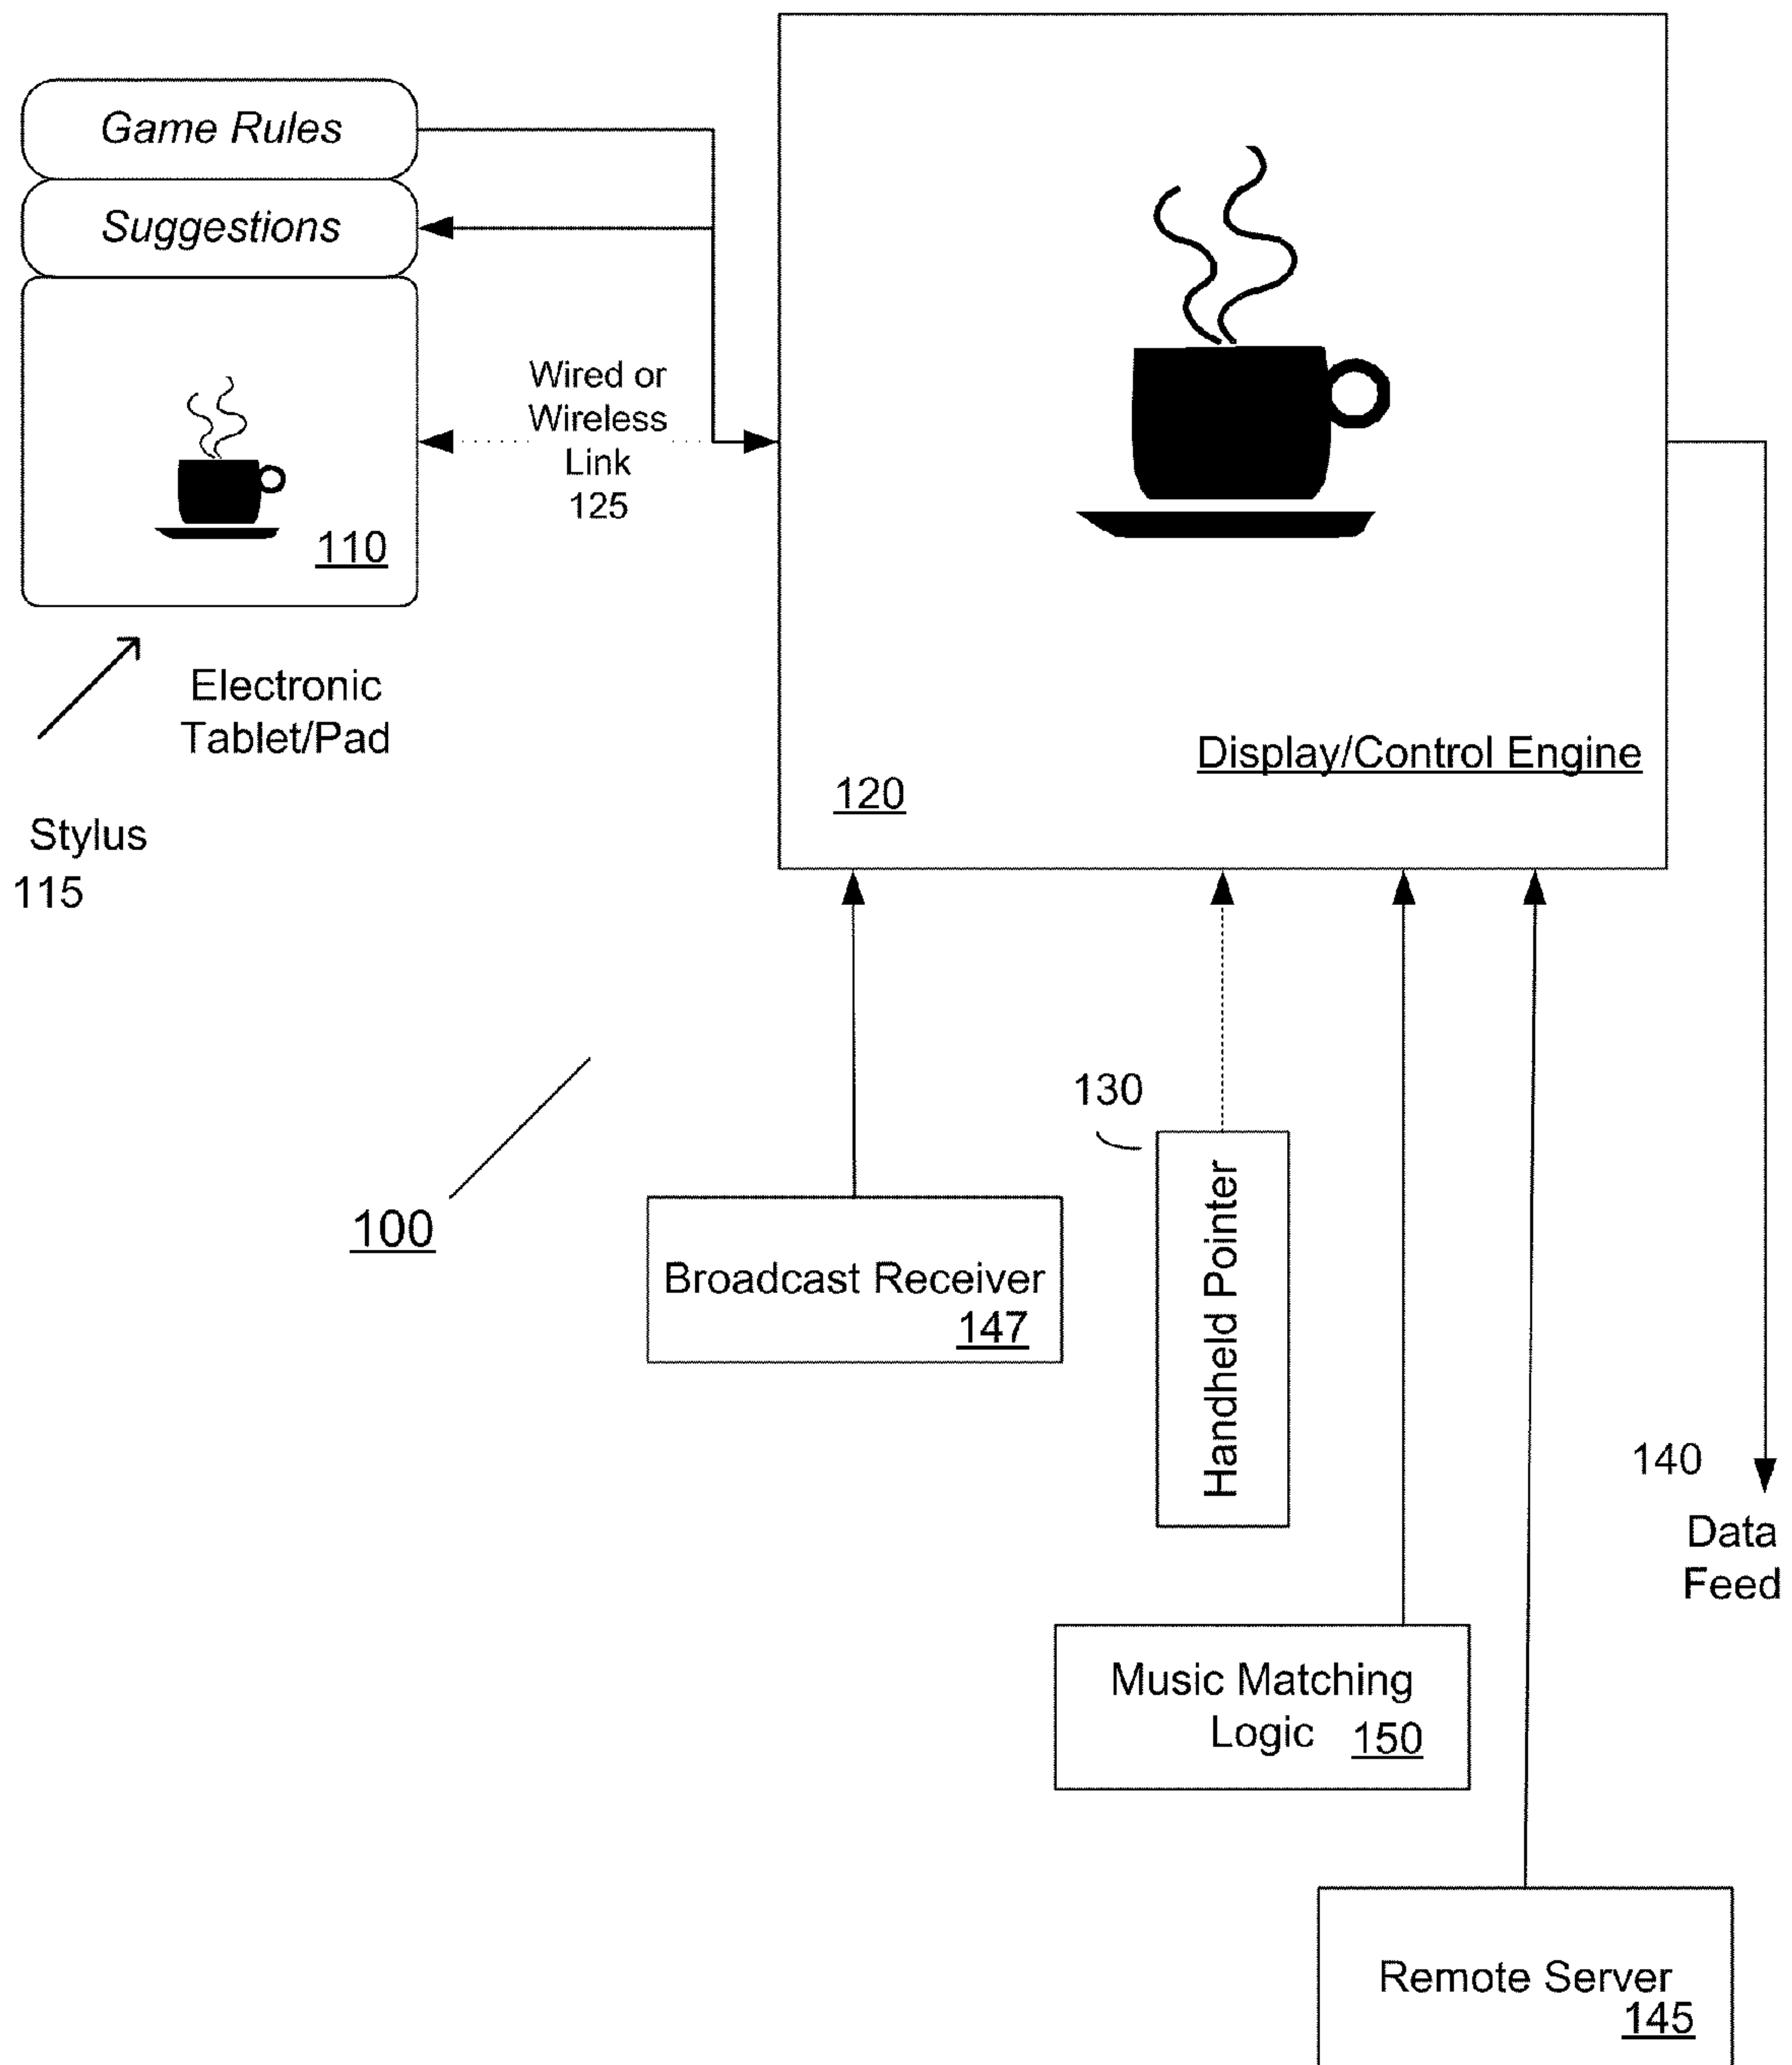 Game Rules
Suggestions
110
Wired or
Wireless
Link
125
Electronic
Tablet/Pad
Stylus
115
Display/Control Engine
120
130
Handheld Pointer
100
Broadcast Receiver
147
140
Data
Feed
Music Matching
Logic 150
Remote Server
145